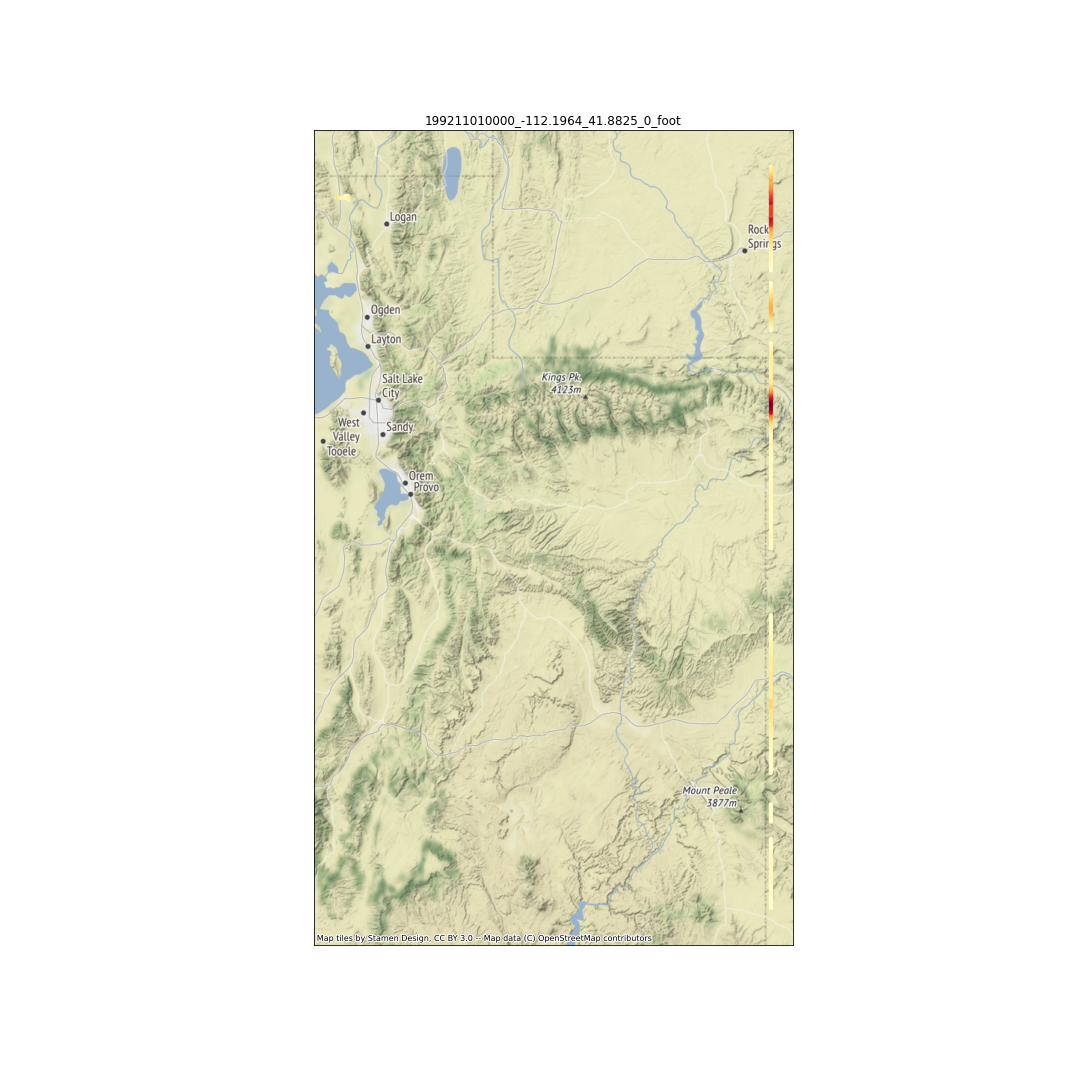 199211010000_-112.1964_41.8825_0_foot
Logan
Rock
Springs
Ogden
Layton
Salt Lake
City
Kings Pk.
4123m
West
Valley
Sandy
Tooele
Orem
Provo
Mount Peale
3877m
Map tiles by Stamen Design, CC BY 3.0 -- Map data (C) OpenStreetMap contributors